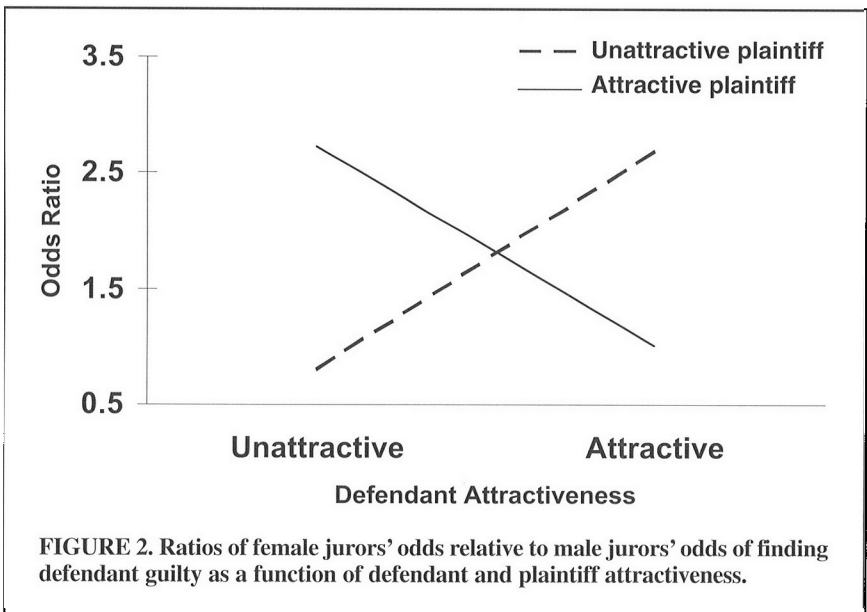 3.5
Unattractive plaintiff
Attractive plaintiff
2.5
Odds Ratio
1.5
0.5
Unattractive Attractive
Defendant Attractiveness
FIGURE 2. Ratios of female jurors’ odds relative to male jurors’ odds of finding
defendant guilty as a function of defendant and plaintiff attractiveness.